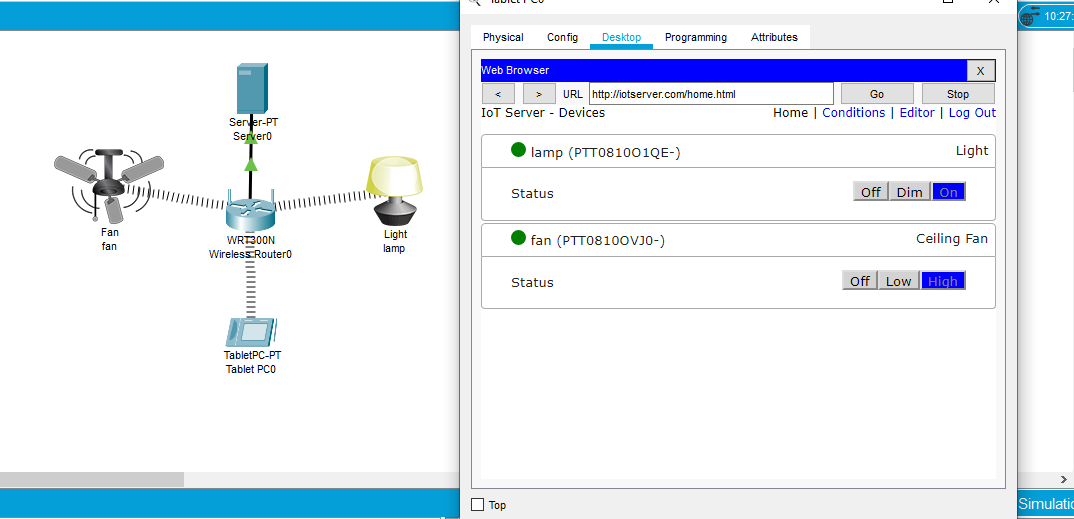 Tablet PC0
10:27:
Physical Config Desktop Programming Attributes
Web Browser X
< > URL http://iotserver.com/home.html Go Stop
IoT Server - Devices Home | Conditions | Editor | Log Out
lamp (PTT0810O1QE-) Light
Status Off Dim On
fan (PTT0810OVJ0-) Ceiling Fan
Status Off Low High
Top
Server-PT
Server0
Fan
fan
WRT300N
Wireless Router0
Light
lamp
TabletPC-PT
Tablet PC0